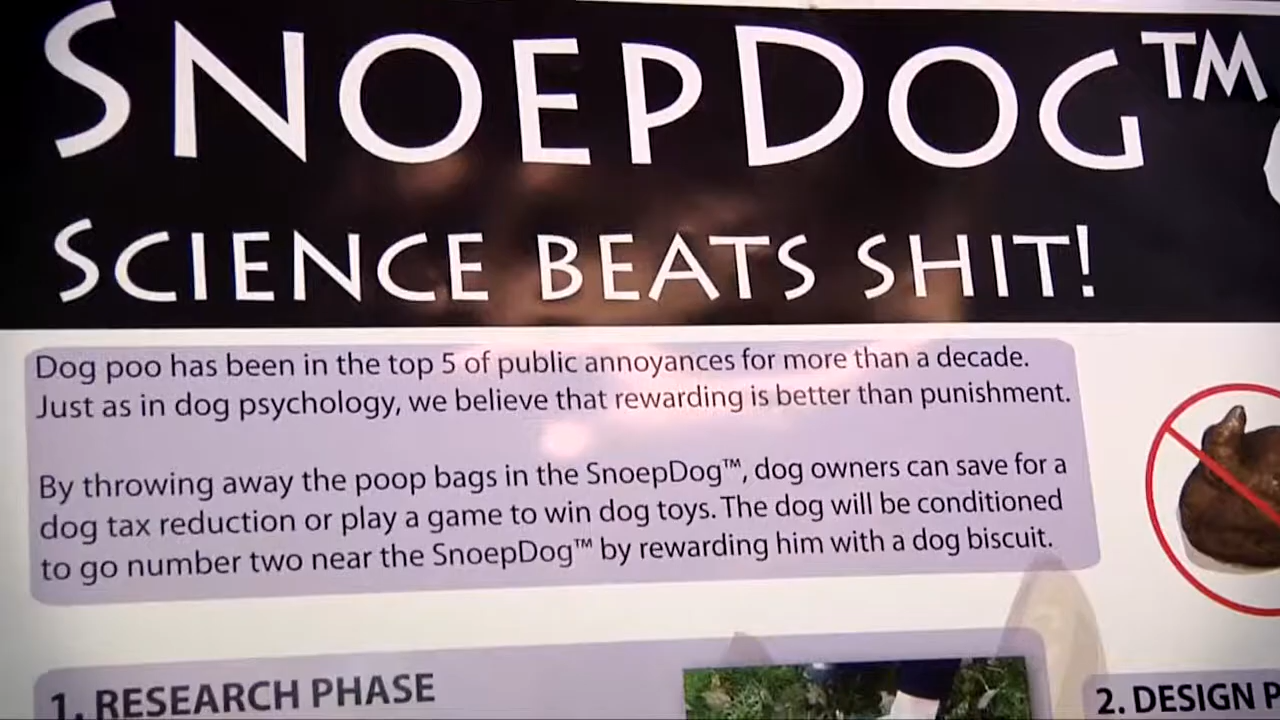 SNOEPDOG™
SCIENCE BEATS SHIT!
Dog poo has been in the top 5 of public annoyances for more than a decade.
Just as in dog psychology, we believe that rewarding is better than punishment.
By throwing away the poop bags in the SnoepDog™, dog owners can save for a
dog tax reduction or play a game to win dog toys. The dog will be conditioned
to go number two near the SnoepDog™ by rewarding him with a dog biscuit.
1. RESEARCH PHASE
2. DESIGN P